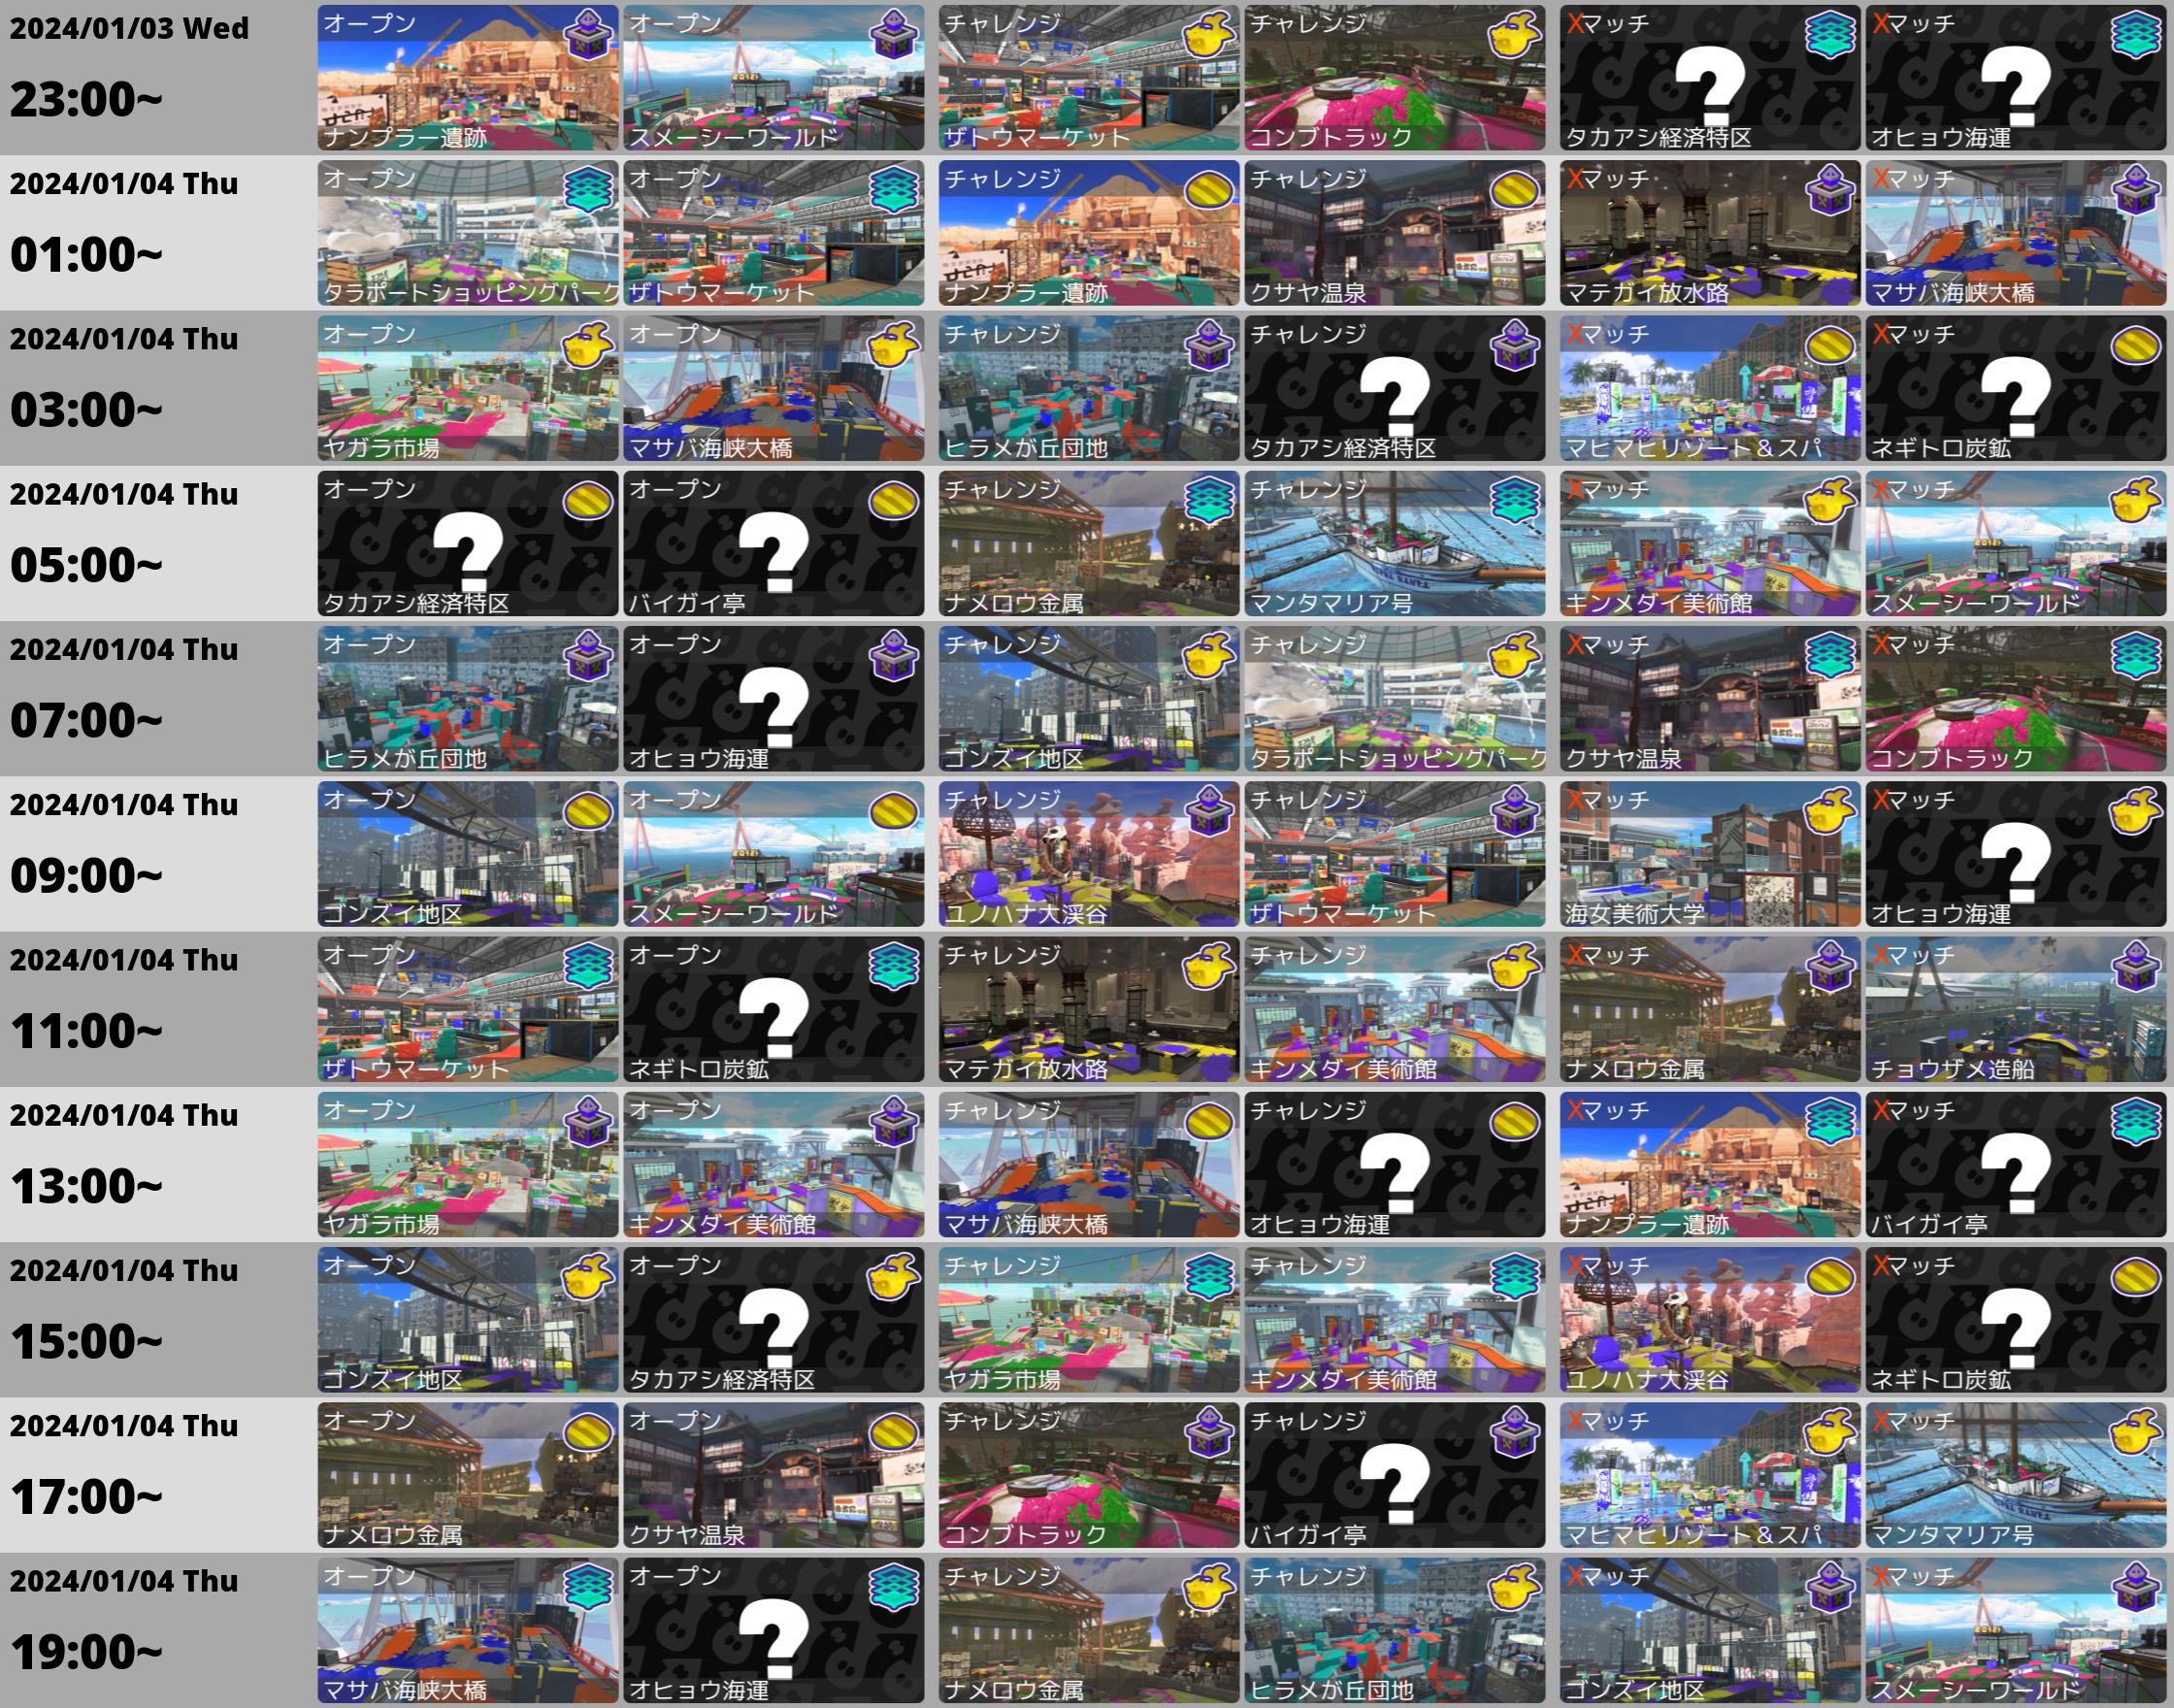 2024/01/03 Wed
23:00~
オープン
ナンプラー遺跡
オープン
スメーシーワールド
チャレンジ
ザトウマーケット
チャレンジ
コンブトラック
Xマッチ
タカアシ経済特区
Xマッチ
オヒョウ海運
2024/01/04 Thu
01:00~
オープン
タラポートショッピングパーク
オープン
ザトウマーケット
チャレンジ
ナンプラー遺跡
チャレンジ
クサヤ温泉
Xマッチ
マテガイ放水路
Xマッチ
マサバ海峡大橋
2024/01/04 Thu
03:00~
オープン
ヤガラ市場
オープン
マサバ海峡大橋
チャレンジ
ヒラメが丘団地
チャレンジ
タカアシ経済特区
Xマッチ
マヒマヒリゾート＆スパ
Xマッチ
ネギトロ炭鉱
2024/01/04 Thu
05:00~
オープン
タカアシ経済特区
オープン
バイガイ亭
チャレンジ
ナメロウ金属
チャレンジ
マンタマリア号
Xマッチ
キンメダイ美術館
Xマッチ
スメーシーワールド
2024/01/04 Thu
07:00~
オープン
ヒラメが丘団地
オープン
オヒョウ海運
チャレンジ
ゴンズイ地区
チャレンジ
タラポートショッピングパーク
Xマッチ
クサヤ温泉
Xマッチ
コンブトラック
2024/01/04 Thu
09:00~
オープン
ゴンズイ地区
オープン
スメーシーワールド
チャレンジ
ユノハナ大渓谷
チャレンジ
ザトウマーケット
Xマッチ
海女美術大学
Xマッチ
オヒョウ海運
2024/01/04 Thu
11:00~
オープン
ザトウマーケット
オープン
ネギトロ炭鉱
チャレンジ
マテガイ放水路
チャレンジ
キンメダイ美術館
Xマッチ
ナメロウ金属
Xマッチ
チョウザメ造船
2024/01/04 Thu
13:00~
オープン
ヤガラ市場
オープン
キンメダイ美術館
チャレンジ
マサバ海峡大橋
チャレンジ
オヒョウ海運
Xマッチ
ナンプラー遺跡
Xマッチ
バイガイ亭
2024/01/04 Thu
15:00~
オープン
ゴンズイ地区
オープン
タカアシ経済特区
チャレンジ
ヤガラ市場
チャレンジ
キンメダイ美術館
Xマッチ
ユノハナ大渓谷
Xマッチ
ネギトロ炭鉱
2024/01/04 Thu
17:00~
オープン
ナメロウ金属
オープン
クサヤ温泉
チャレンジ
コンブトラック
チャレンジ
バイガイ亭
Xマッチ
マヒマヒリゾート＆スパ
Xマッチ
マンタマリア号
2024/01/04 Thu
19:00~
オープン
マサバ海峡大橋
オープン
オヒョウ海運
チャレンジ
ナメロウ金属
チャレンジ
ヒラメが丘団地
Xマッチ
ゴンズイ地区
Xマッチ
スメーシーワールド